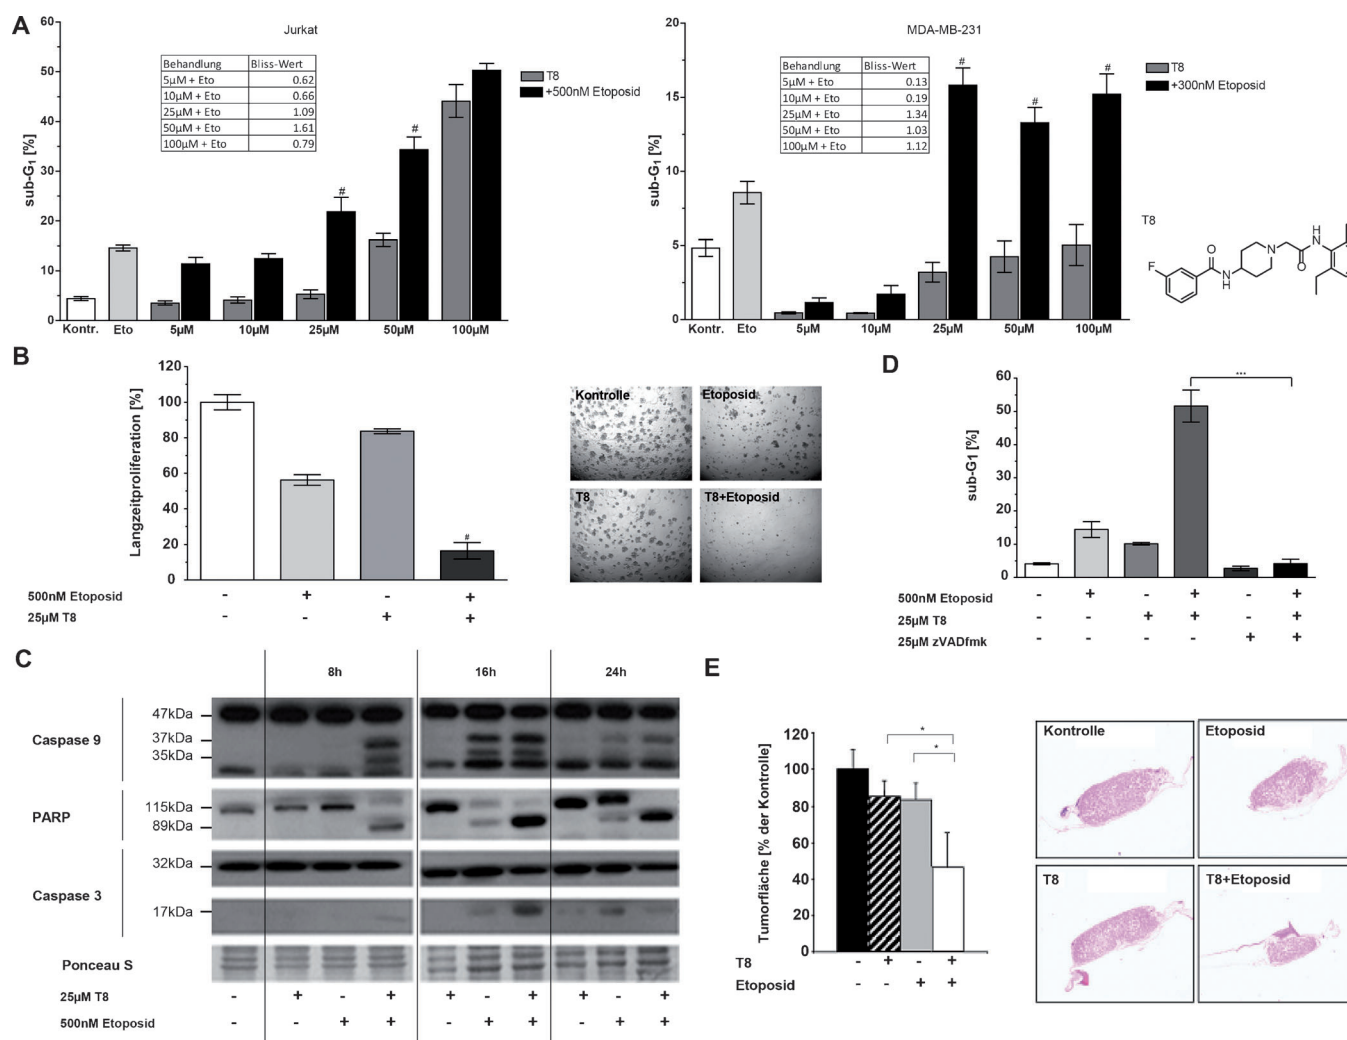 A
Jurkat
sub-G1 [%]
60
50
40
30
20
10
0
Behandlung Bliss-Wert
5µM + Eto 0.62
10µM + Eto 0.66
25µM + Eto 1.09
50µM + Eto 1.61
100µM + Eto 0.79
T8
+500nM Etoposid
# #
Kontr. Eto 5µM 10µM 25µM 50µM 100µM
MDA-MB-231
sub-G1 [%]
20
15
10
5
0
Behandlung Bliss-Wert
5µM + Eto 0.13
10µM + Eto 0.19
25µM + Eto 1.34
50µM + Eto 1.03
100µM + Eto 1.12
T8
+300nM Etoposid
# # #
Kontr. Eto 5µM 10µM 25µM 50µM 100µM
T8
F
O
N
H
N
O
H
N
B
Langzeitproliferation [%]
120
100
80
60
40
20
0
#
500nM Etoposid - + - +
25µM T8 - - + +
Kontrolle Etoposid
T8 T8+Etoposid
D
sub-G1 [%]
60
50
40
30
20
10
0
***
500nM Etoposid - + - + - +
25µM T8 - - + + - +
25µM zVADfmk - - - - + +
C
8h 16h 24h
Caspase 9
47kDa
37kDa
35kDa
PARP
115kDa
89kDa
Caspase 3
32kDa
17kDa
Ponceau S
25µM T8 - + - + + - + + - +
500nM Etoposid - - + + - + + - + +
E
Tumorfläche [% der Kontrolle]
120
100
80
60
40
20
0
*
*
T8 - + - +
Etoposid - - + +
Kontrolle Etoposid
T8 T8+Etoposid